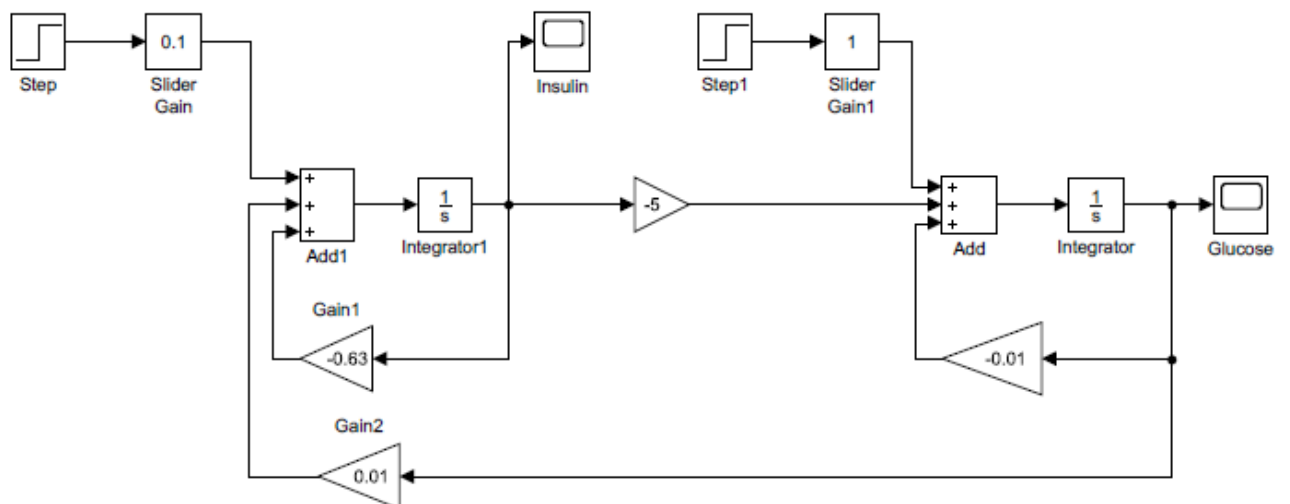 0.1
1
Step
Slider
Gain
Insulin
Step1
Slider
Gain1
+
+
+
1
s
-5
+
+
+
1
s
Add1
Integrator1
Add
Integrator
Glucose
Gain1
-0.63
-0.01
Gain2
0.01